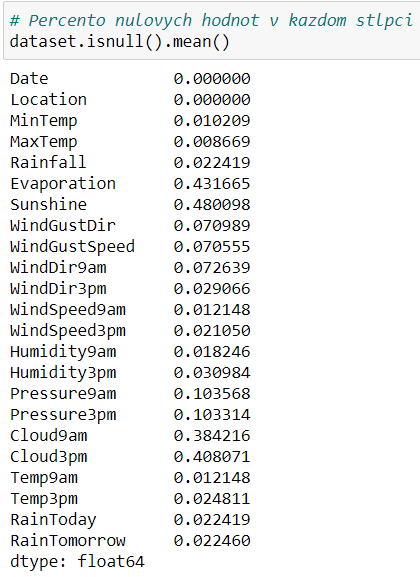 # Percento nulovych hodnot v kazdom stlpci
dataset.isnull().mean()
Date 0.000000
Location 0.000000
MinTemp 0.010209
MaxTemp 0.008669
Rainfall 0.022419
Evaporation 0.431665
Sunshine 0.480098
WindGustDir 0.070989
WindGustSpeed 0.070555
WindDir9am 0.072639
WindDir3pm 0.029066
WindSpeed9am 0.012148
WindSpeed3pm 0.021050
Humidity9am 0.018246
Humidity3pm 0.030984
Pressure9am 0.103568
Pressure3pm 0.103314
Cloud9am 0.384216
Cloud3pm 0.408071
Temp9am 0.012148
Temp3pm 0.024811
RainToday 0.022419
RainTomorrow 0.022460
dtype: float64